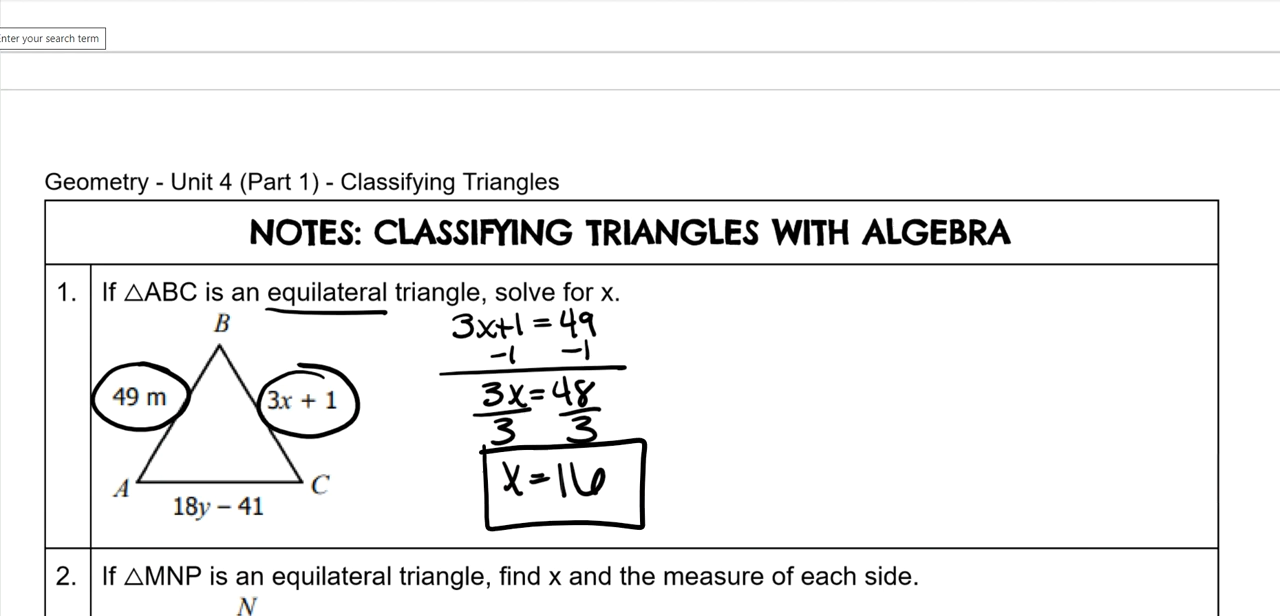 Enter your search term
Geometry - Unit 4 (Part 1) - Classifying Triangles
NOTES: CLASSIFYING TRIANGLES WITH ALGEBRA
1. If △ABC is an equilateral triangle, solve for x.
B
3x+1 = 49
-1 -1
49 m
3x + 1
3x = 48
3 3
x = 16
A
C
18y – 41
2. If △MNP is an equilateral triangle, find x and the measure of each side.
N